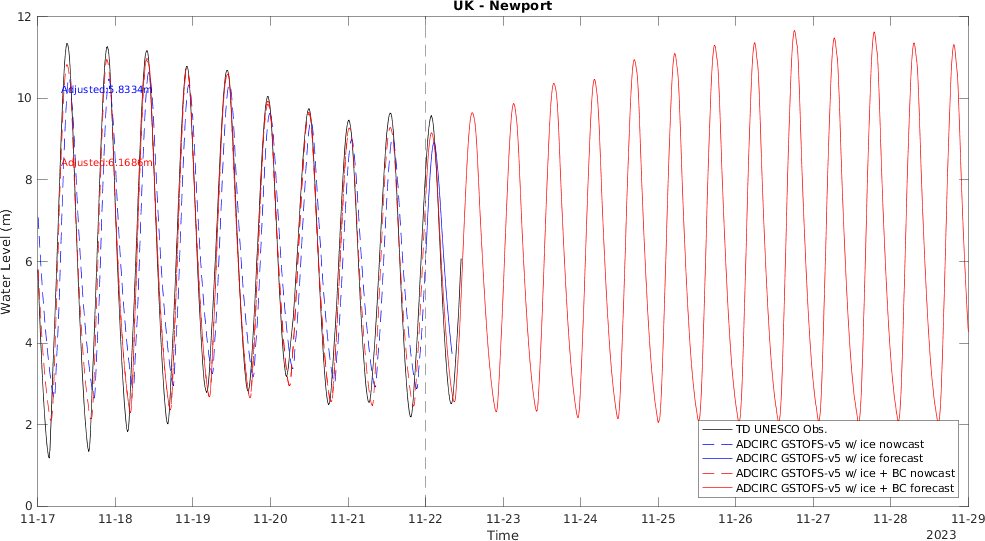 UK - Newport
12
10
8
6
4
2
0
Water Level (m)
Adjusted:5.8334m
Adjusted:6.1686m
TD UNESCO Obs.
ADCIRC GSTOFS-v5 w/ ice nowcast
ADCIRC GSTOFS-v5 w/ ice forecast
ADCIRC GSTOFS-v5 w/ ice + BC nowcast
ADCIRC GSTOFS-v5 w/ ice + BC forecast
11-17 11-18 11-19 11-20 11-21 11-22 11-23 11-24 11-25 11-26 11-27 11-28 11-29
Time
2023